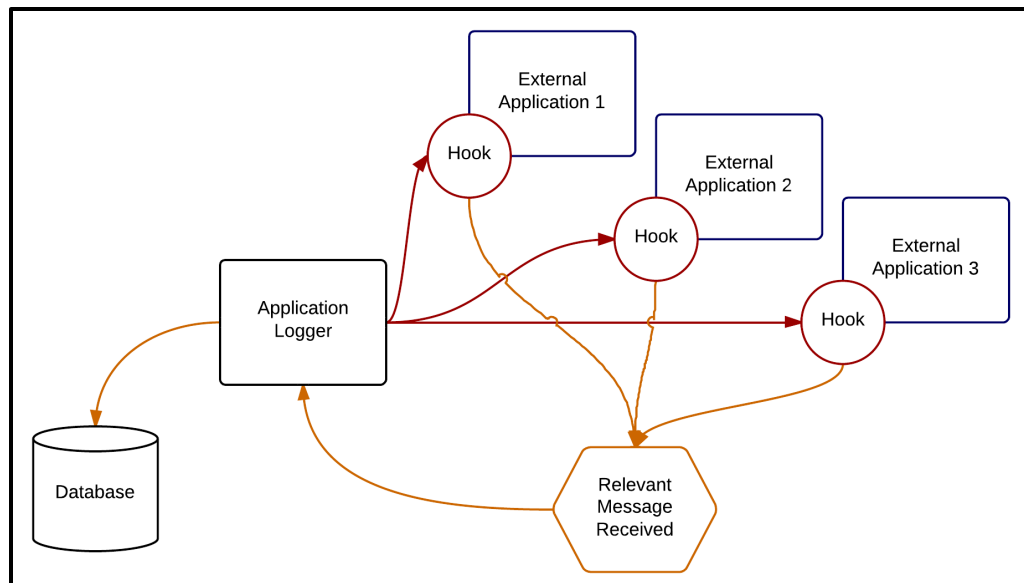 External
Application 1
Hook
External
Application 2
Hook
External
Application 3
Hook
Application
Logger
Database
Relevant
Message
Received